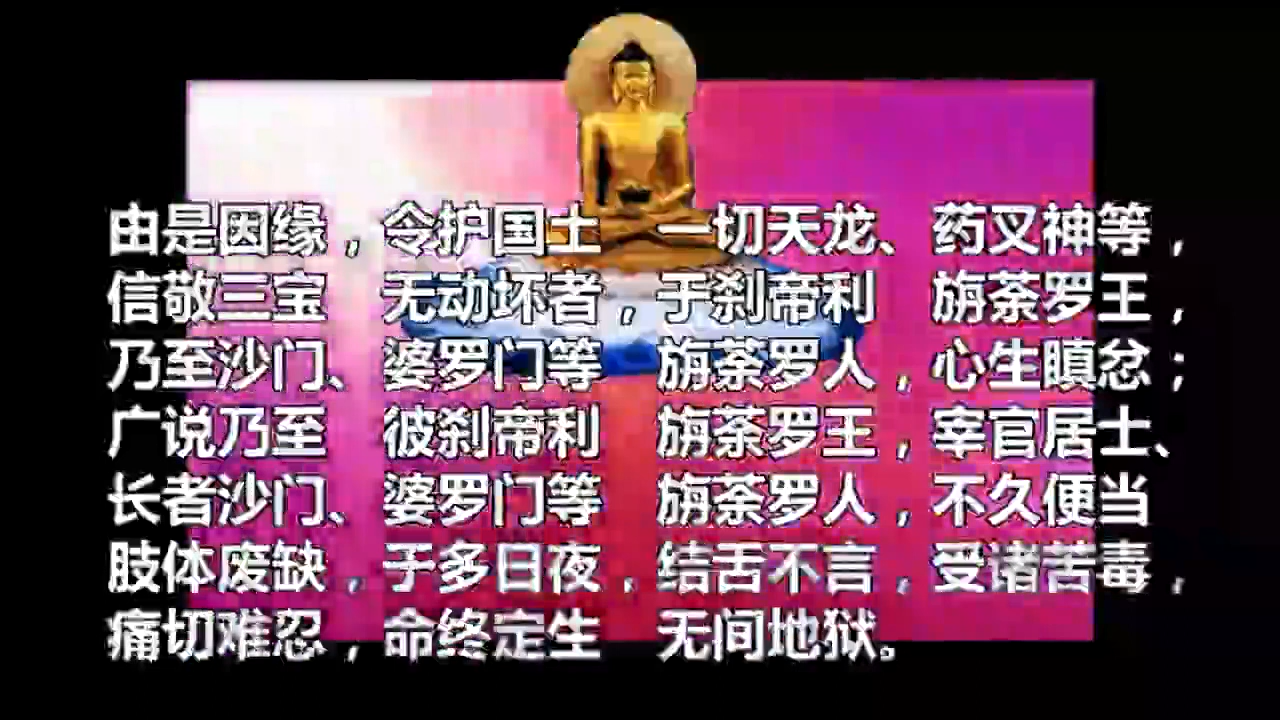 由是因缘，令护国土　一切天龙、药叉神等，
信敬三宝　无动坏者，于刹帝利　旃荼罗王，
乃至沙门、婆罗门等　旃荼罗人，心生瞋忿；
广说乃至　彼刹帝利　旃荼罗王，宰官居士、
长者沙门、婆罗门等　旃荼罗人，不久便当
肢体废缺，于多日夜，结舌不言，受诸苦毒，
痛切难忍，命终定生　无间地狱。